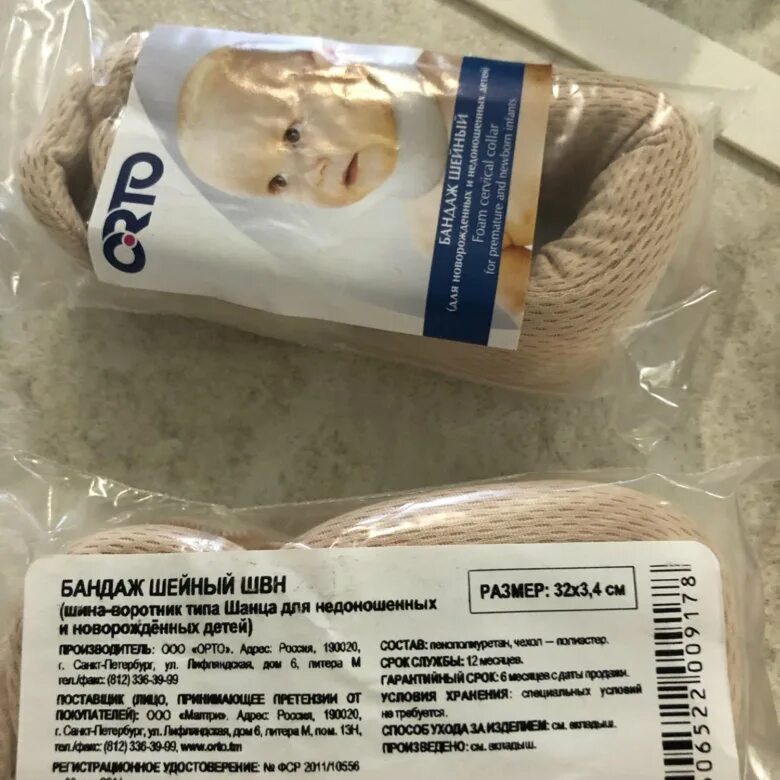 ORTO
БАНДАЖ ШЕЙНЫЙ
(для новорожденных и недоношенных детей)
Foam cervical collar
for premature and newborn infants
БАНДАЖ ШЕЙНЫЙ ШВН
(шина-воротник типа Шанца для недоношенных
и новорождённых детей)
РАЗМЕР: 32х3,4 см
ПРОИЗВОДИТЕЛЬ: ООО «ОРТО». Адрес: Россия, 190020,
г. Санкт-Петербург, ул. Лифляндская, дом 6, литера М
тел./факс: (812) 336-39-99
ПОСТАВЩИК (ЛИЦО, ПРИНИМАЮЩЕЕ ПРЕТЕНЗИИ ОТ
ПОКУПАТЕЛЕЙ): ООО «Малтри». Адрес: Россия, 190020,
г. Санкт-Петербург, ул. Лифляндская, дом 6, литера М, пом. 13Н,
тел./факс: (812) 336-39-99, www.orto.tm
РЕГИСТРАЦИОННОЕ УДОСТОВЕРЕНИЕ: № ФСР 2011/10556
СОСТАВ: пенополиуретан, чехол — полиэстер.
СРОК СЛУЖБЫ: 12 месяцев.
ГАРАНТИЙНЫЙ СРОК: 6 месяцев с даты продажи.
УСЛОВИЯ ХРАНЕНИЯ: специальных условий
не требуется.
СПОСОБ УХОДА ЗА ИЗДЕЛИЕМ: см. вкладыш.
ПРОИЗВЕДЕНО: см. вкладыш.
06522 009178